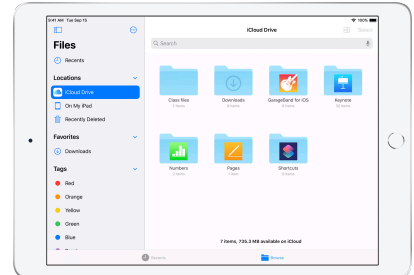 9:41 AM Tue Sep 15
100%
iCloud Drive
Select
Files
Search
Recents
Locations
iCloud Drive
On My iPad
Recently Deleted
Favorites
Downloads
Tags
Red
Orange
Yellow
Green
Blue
Class files
Downloads
GarageBand for iOS
Keynote
Numbers
Pages
1 item
Shortcuts
7 items, 735.3 MB available on iCloud
Recents
Browse